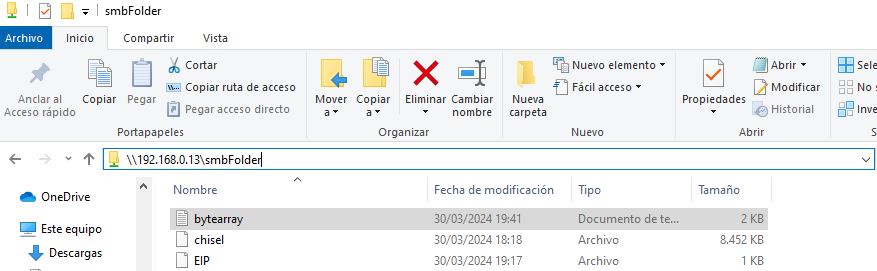 smbFolder
Archivo Inicio Compartir Vista
Anclar al Acceso rápido
Copiar
Pegar
Cortar
Copiar ruta de acceso
Pegar acceso directo
Mover a
Copiar a
Eliminar
Cambiar nombre
Nueva carpeta
Nuevo elemento
Fácil acceso
Propiedades
Abrir
Modificar
Historial
Sele
No s
Inve
Portapapeles Organizar Nuevo Abrir
\\192.168.0.13\smbFolder
OneDrive
Este equipo
Descargas
Nombre Fecha de modificación Tipo Tamaño
bytearray 30/03/2024 19:41 Documento de te... 2 KB
chisel 30/03/2024 18:18 Archivo 8.452 KB
EIP 30/03/2024 19:17 Archivo 1 KB